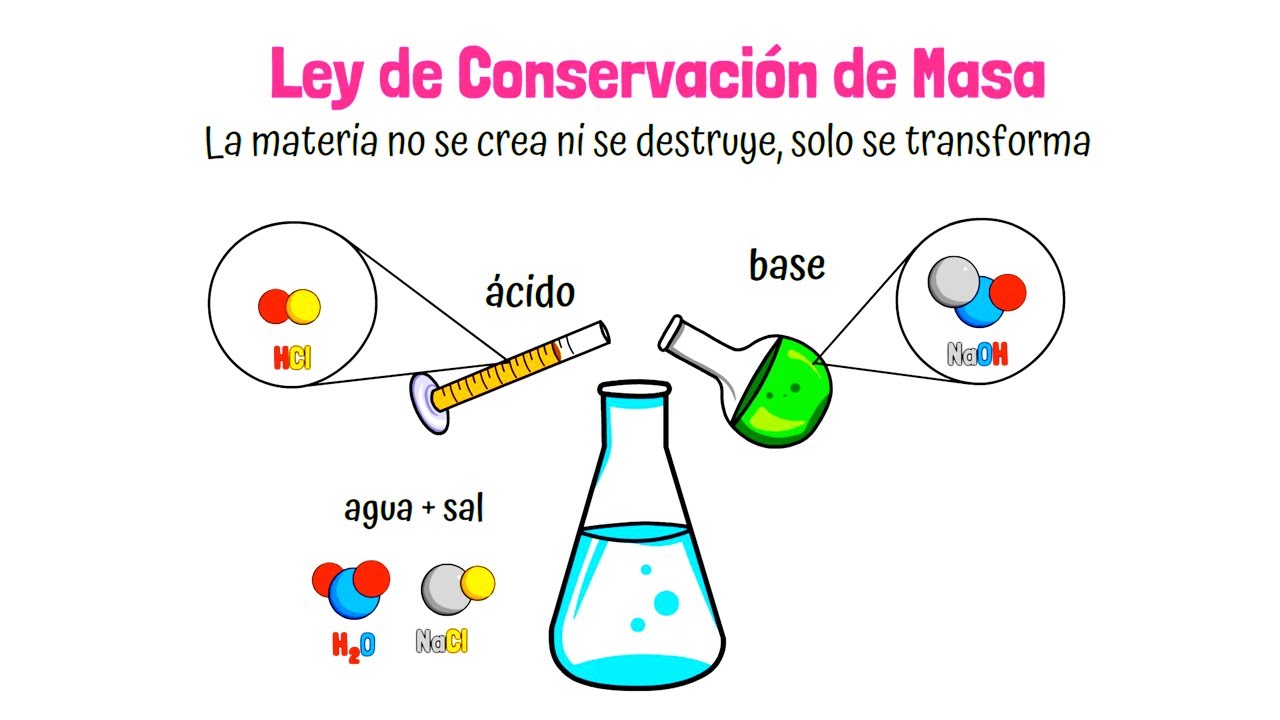 Ley de Conservación de Masa
La materia no se crea ni se destruye, solo se transforma
ácido
base
HCl
NaOH
agua + sal
H₂O
NaCl